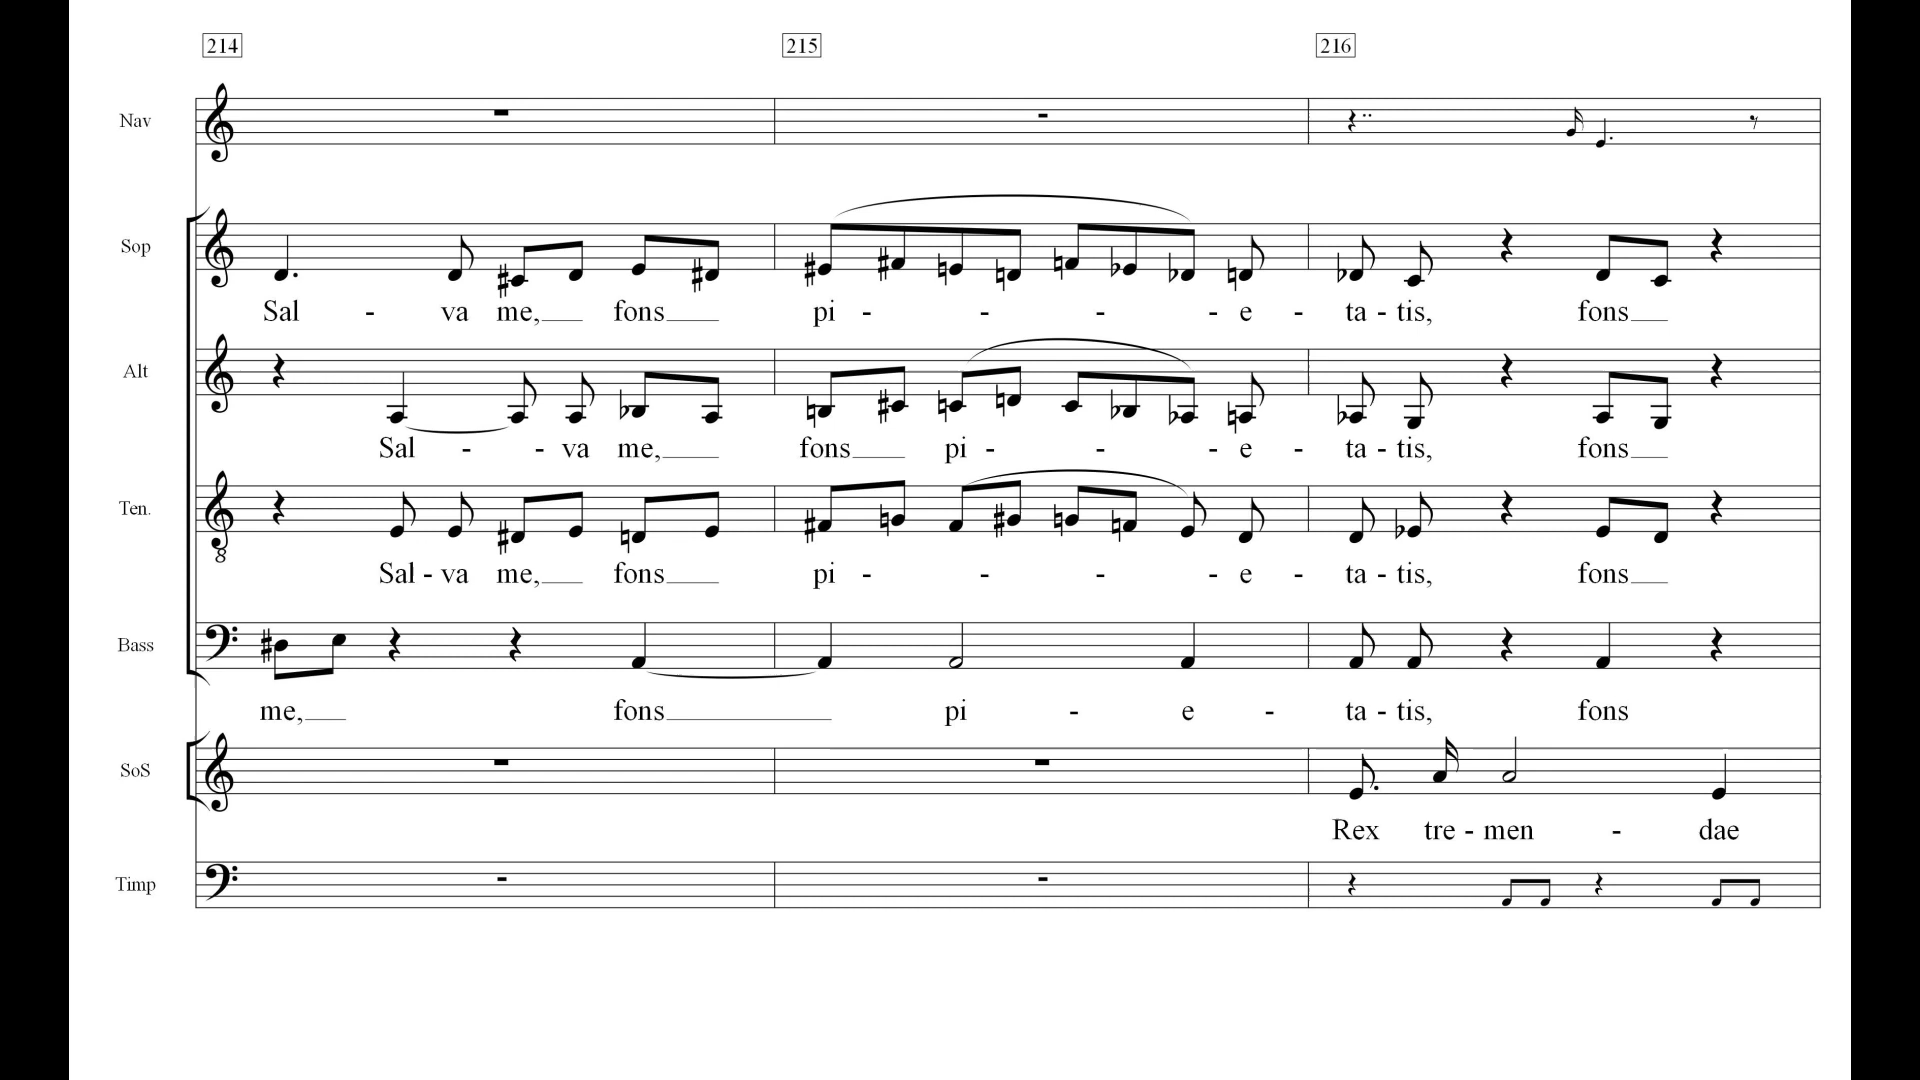 214 215 216
Nav
Sop
Sal - va me, fons pi - - - - e - ta - tis, fons
Alt
Sal - - va me, fons pi - - - e - ta - tis, fons
Ten.
8
Sal - va me, fons pi - - - - e - ta - tis, fons
Bass
me, fons pi - e - ta - tis, fons
SoS
Rex tre - men - dae
Timp